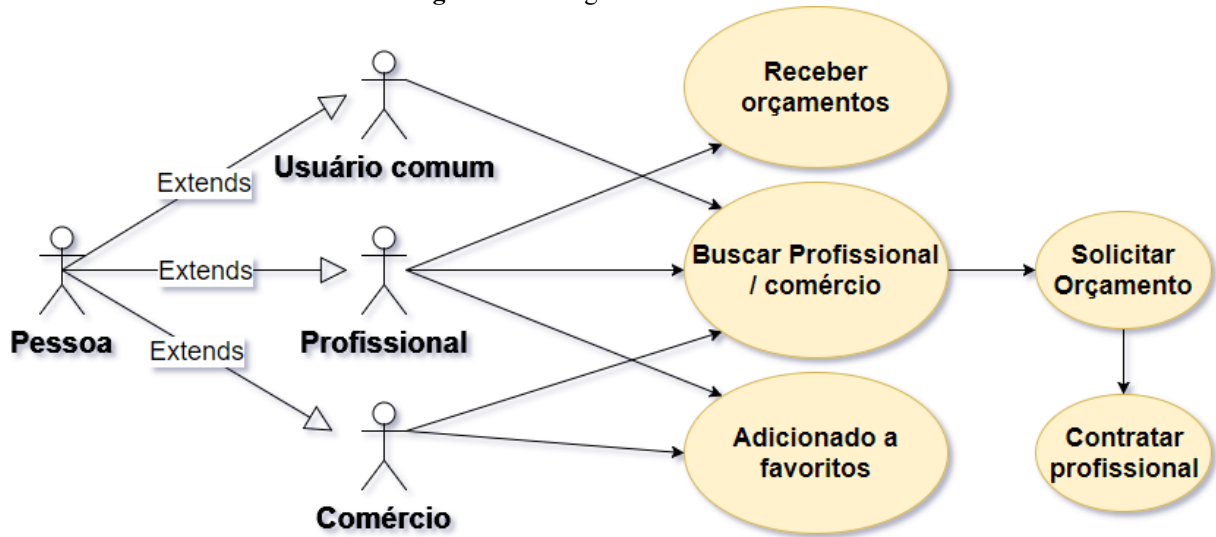 Receber
orçamentos
Usuário comum
Extends
Buscar Profissional
/ comércio
Solicitar
Orçamento
Extends
Pessoa
Profissional
Extends
Adicionado a
favoritos
Contratar
profissional
Comércio